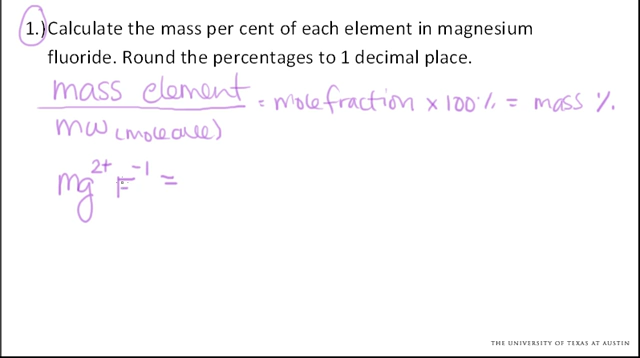 1.) Calculate the mass per cent of each element in magnesium
fluoride. Round the percentages to 1 decimal place.
mass element / mw (molecule) = mole fraction x 100% = mass %.
mg²⁺ F⁻¹ =
THE UNIVERSITY OF TEXAS AT AUSTIN